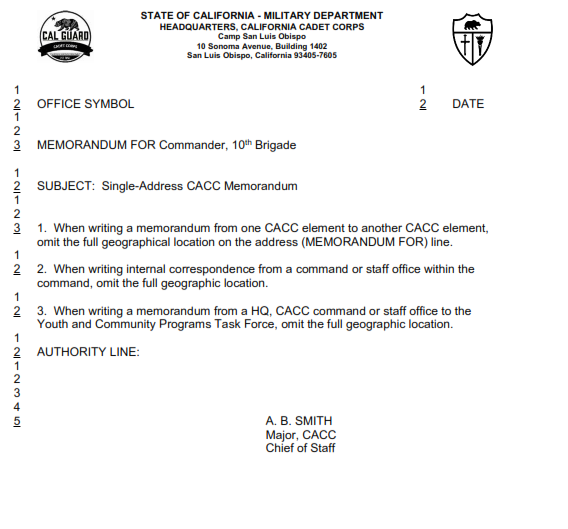 STATE OF CALIFORNIA - MILITARY DEPARTMENT
HEADQUARTERS, CALIFORNIA CADET CORPS
Camp San Luis Obispo
10 Sonoma Avenue, Building 1402
San Luis Obispo, California 93405-7605
CAL GUARD
CADET CORPS
1 1
2 OFFICE SYMBOL 2 DATE
1
2
3 MEMORANDUM FOR Commander, 10th Brigade
1
2 SUBJECT: Single-Address CACC Memorandum
1
2
3 1. When writing a memorandum from one CACC element to another CACC element,
omit the full geographical location on the address (MEMORANDUM FOR) line.
1
2 2. When writing internal correspondence from a command or staff office within the
command, omit the full geographic location.
1
2 3. When writing a memorandum from a HQ, CACC command or staff office to the
Youth and Community Programs Task Force, omit the full geographic location.
1
2 AUTHORITY LINE:
1
2
3
4
5 A. B. SMITH
Major, CACC
Chief of Staff